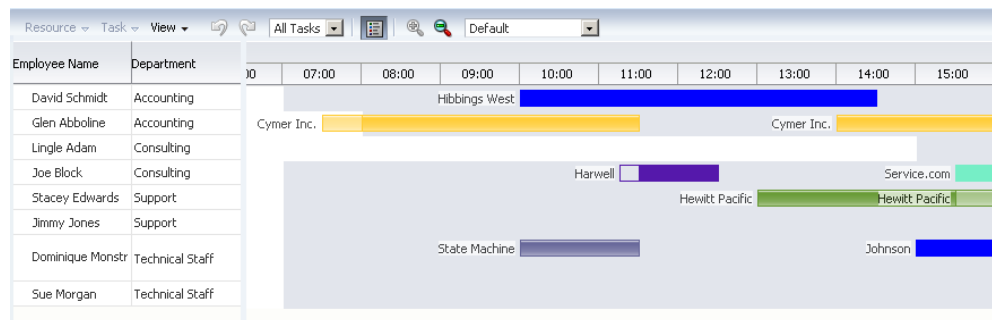 Resource Task View All Tasks Default
Employee Name Department 00 07:00 08:00 09:00 10:00 11:00 12:00 13:00 14:00 15:00
David Schmidt Accounting Hibbings West
Glen Abboline Accounting Cymer Inc. Cymer Inc.
Lingle Adam Consulting
Joe Block Consulting Harwell Service.com
Stacey Edwards Support Hewitt Pacific Hewitt Pacific
Jimmy Jones Support
Dominique Monstr Technical Staff State Machine Johnson
Sue Morgan Technical Staff